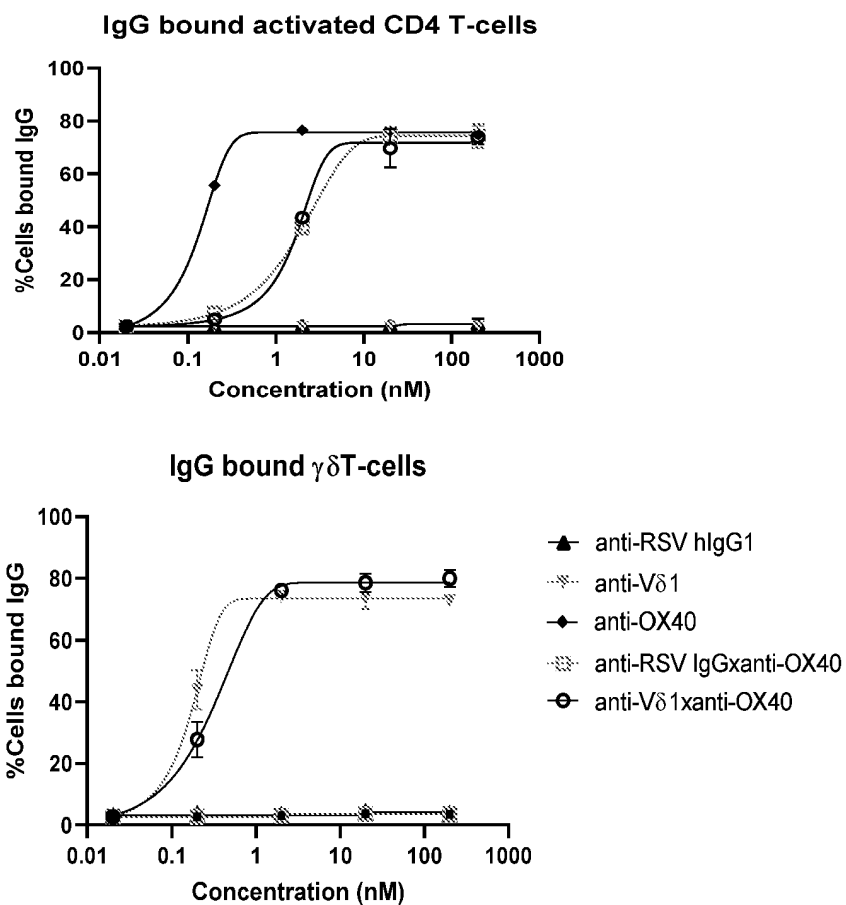 IgG bound activated CD4 T-cells
100
80
60
40
20
0
%Cells bound IgG
0.01 0.1 1 10 100 1000
Concentration (nM)
IgG bound γδT-cells
100
80
60
40
20
0
%Cells bound IgG
0.01 0.1 1 10 100 1000
Concentration (nM)
anti-RSV hIgG1
anti-Vδ1
anti-OX40
anti-RSV IgGxanti-OX40
anti-Vδ1xanti-OX40